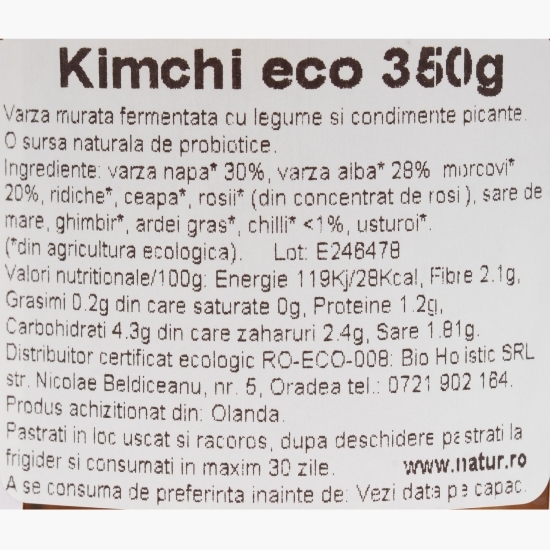 Kimchi eco 350g
Varza murata fermentata cu legume si condimente picante.
O sursa naturala de probiotice.
Ingrediente: varza napa* 30%, varza alba* 28% morcovi*
20%, ridiche*, ceapa*, rosii* (din concentrat de rosi ), sare de
mare, ghimbir*, ardei gras*, chilli* <1%, usturoi*.
(*din agricultura ecologica). Lot: E246478
Valori nutritionale/100g: Energie 119Kj/28Kcal, Fibre 2.1g,
Grasimi 0.2g din care saturate 0g, Proteine 1.2g,
Carbohidrati 4.3g din care zaharuri 2.4g, Sare 1.81g.
Distribuitor certificat ecologic RO-ECO-008: Bio Holistic SRL
str. Nicolae Beldiceanu, nr. 5, Oradea tel.: 0721 902 164.
Produs achizitionat din: Olanda.
Pastrati in loc uscat si racoros, dupa deschidere pastrati la
frigider si consumati in maxim 30 zile. www.natur.ro
A se consuma de preferinta inainte de: Vezi data pe capac.